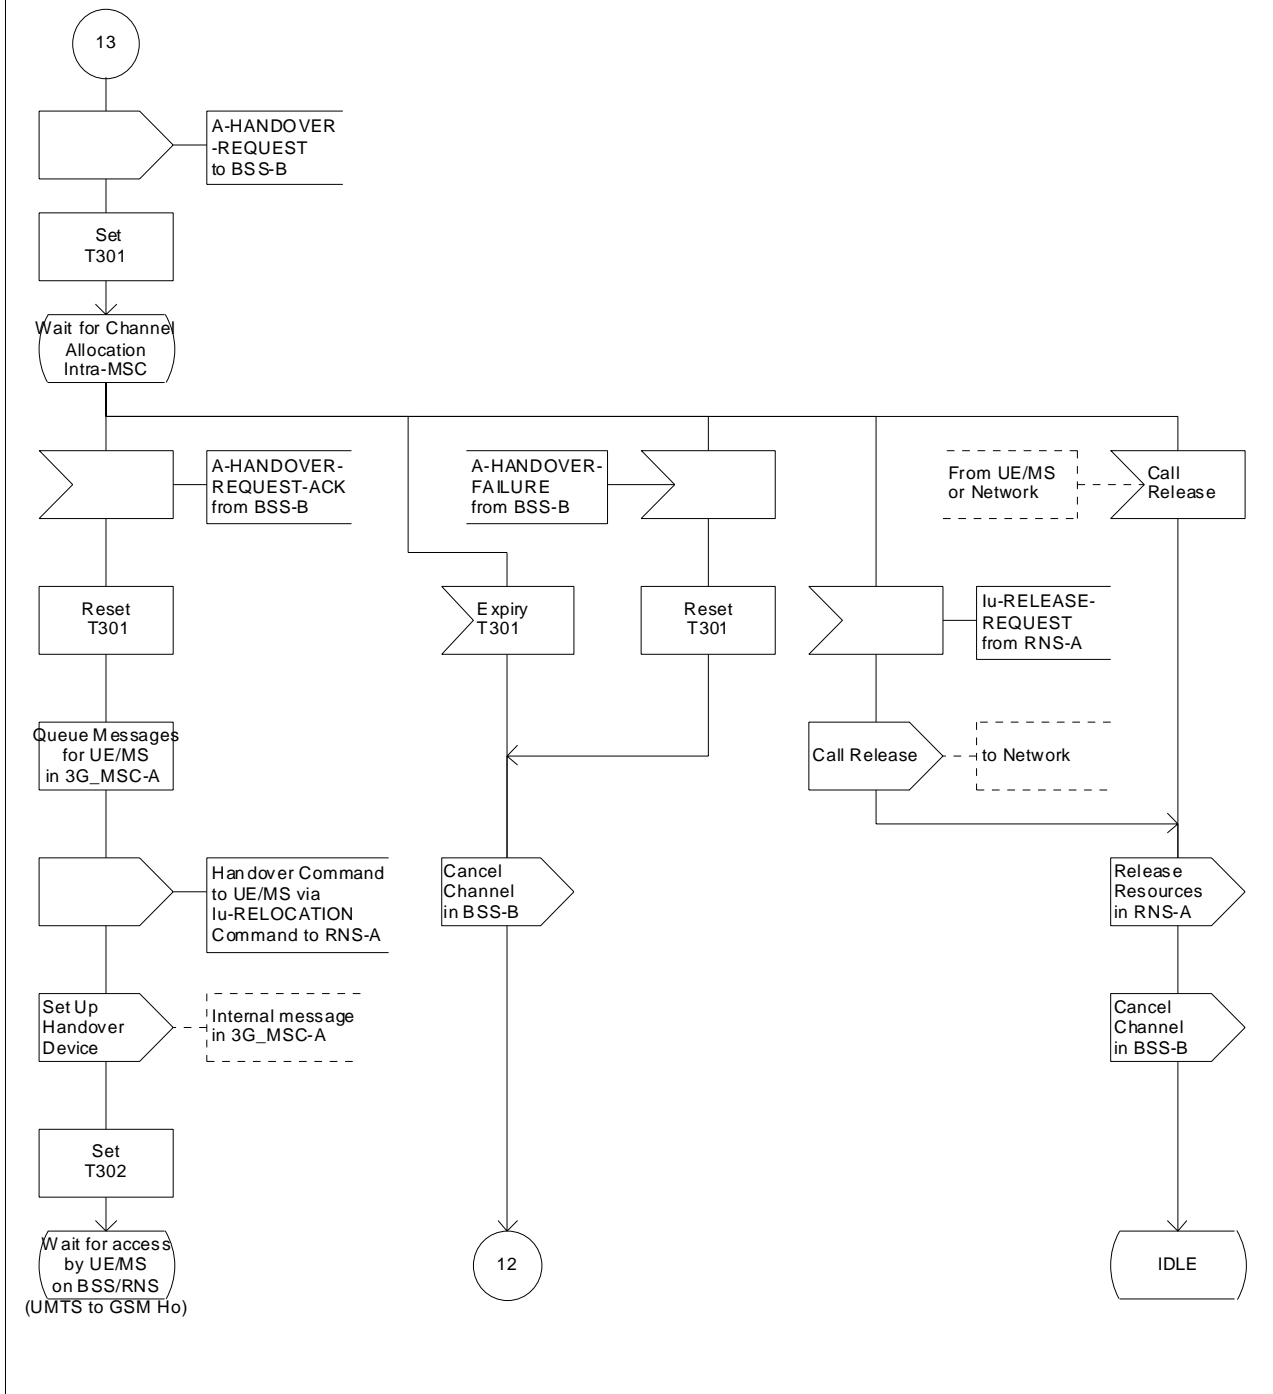 13
A-HANDOVER
-REQUEST
to BSS-B
Set
T301
Wait for Channel
Allocation
Intra-MSC
A-HANDOVER-
REQUEST-ACK
from BSS-B
A-HANDOVER-
FAILURE
from BSS-B
From UE/MS
or Network
Call
Release
Reset
T301
Expiry
T301
Reset
T301
Iu-RELEASE-
REQUEST
from RNS-A
Queue Messages
for UE/MS
in 3G_MSC-A
Call Release
to Network
Handover Command
to UE/MS via
Iu-RELOCATION
Command to RNS-A
Cancel
Channel
in BSS-B
Release
Resources
in RNS-A
Set Up
Handover
Device
Internal message
in 3G_MSC-A
Cancel
Channel
in BSS-B
Set
T302
Wait for access
by UE/MS
on BSS/RNS
(UMTS to GSM Ho)
12
IDLE